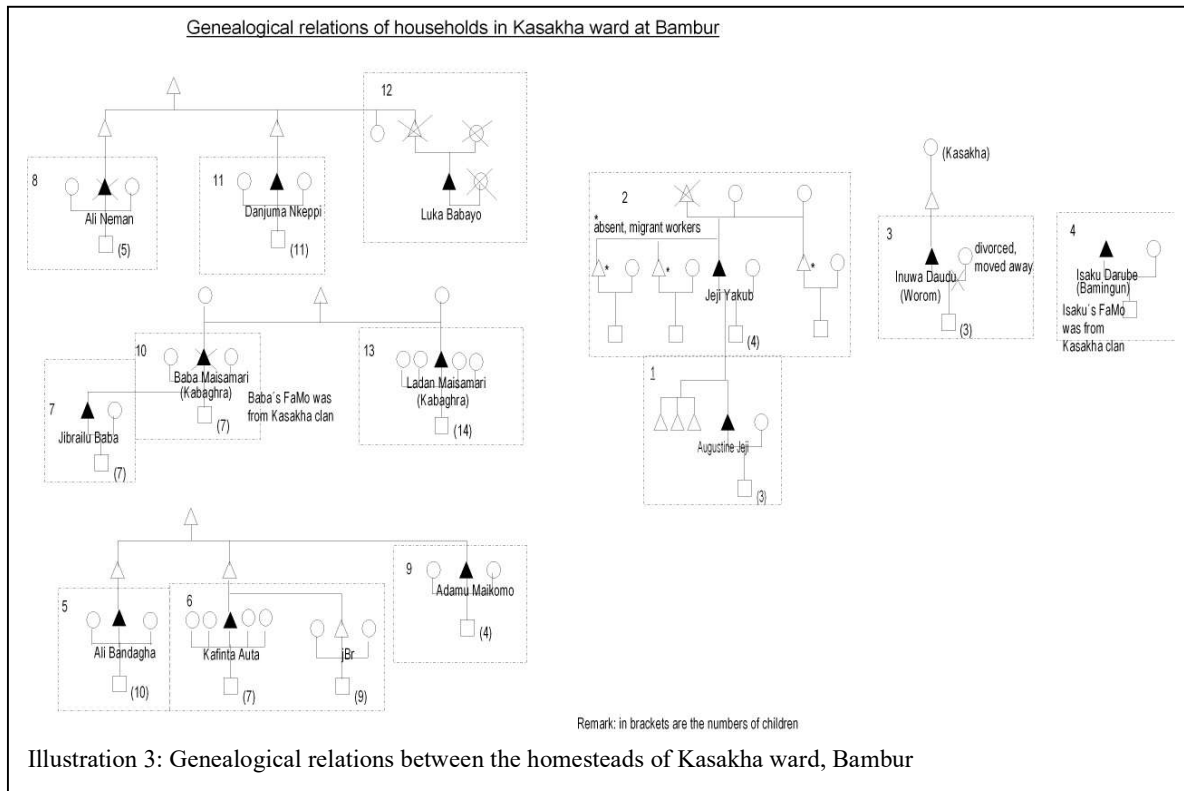 Genealogical relations of households in Kasakha ward at Bambur
12
8
Ali Neman
(5)
11
Danjuma Nkeppi
(11)
Luka Babayo
2
*
absent, migrant workers
*
*
*
Jeji Yakub
(4)
1
Augustine Jeji
(3)
(Kasakha)
3
divorced,
moved away
Inuwa Daudu
(Worom)
(3)
4
Isaku Darube
(Bamingun)
Isaku´s FaMo
was from
Kasakha clan
10
Baba Maisamari
(Kabaghra)
(7)
Baba´s FaMo was
from Kasakha clan
13
Ladan Maisamari
(Kabaghra)
(14)
7
Jibrailu Baba
(7)
5
Ali Bandagha
(10)
6
Kafinta Auta
(7)
jBr
(9)
9
Adamu Maikomo
(4)
Remark: in brackets are the numbers of children
Illustration 3: Genealogical relations between the homesteads of Kasakha ward, Bambur